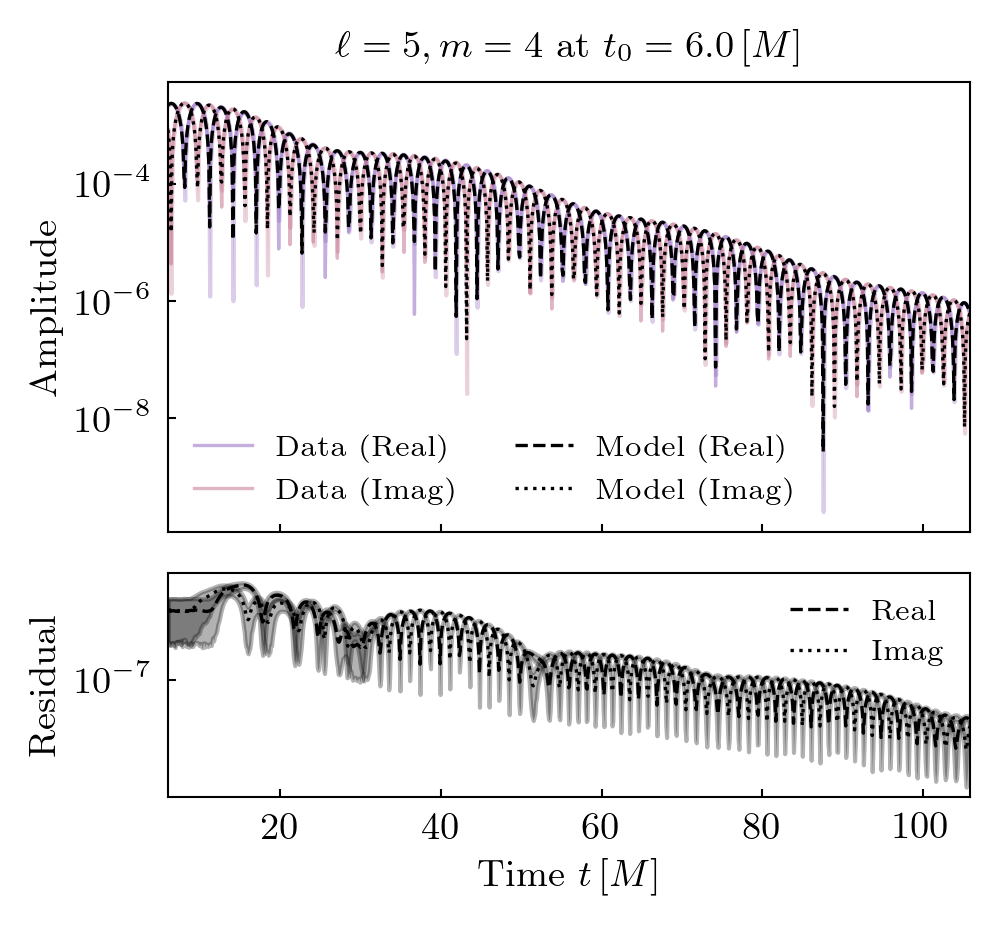 ℓ = 5, m = 4 at t₀ = 6.0 [M]
Amplitude
10⁻⁴
10⁻⁶
10⁻⁸
Data (Real)
Data (Imag)
Model (Real)
Model (Imag)
Residual
10⁻⁷
Real
Imag
20 40 60 80 100
Time t [M]